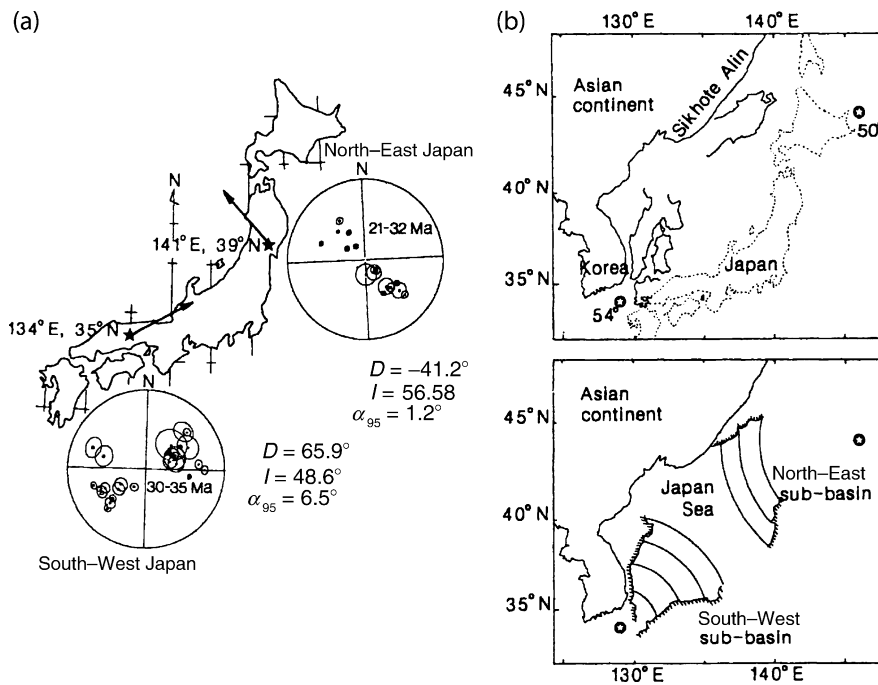 (a)
N
North–East Japan
N
21-32 Ma
141°E, 39°N
134°E, 35°N
N
D = −41.2°
I = 56.58
α95 = 1.2°
D = 65.9°
I = 48.6°
α95 = 6.5°
30-35 Ma
South–West Japan
(b)
130°E 140°E
45°N
Asian
continent
Sikhote Alin
50°
40°N
Korea
Japan
35°N
54°
Asian
continent
45°N
North–East
sub-basin
Japan
Sea
40°N
South–West
sub-basin
35°N
130°E 140°E